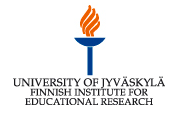 UNIVERSITY OF JYVÄSKYLÄ
FINNISH INSTITUTE FOR
EDUCATIONAL RESEARCH